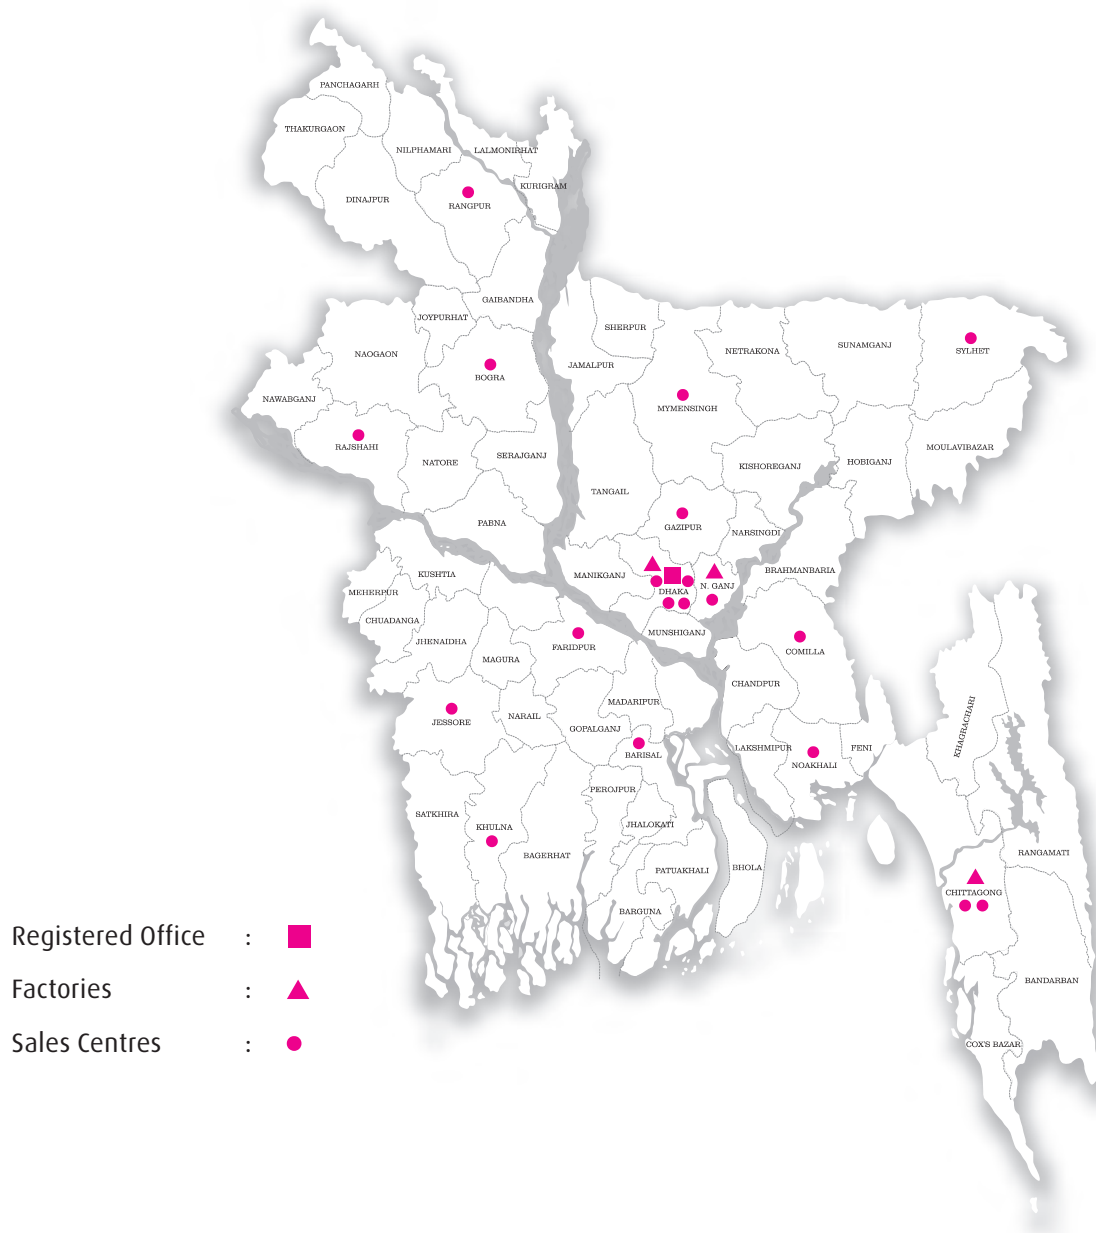 PANCHAGARH
THAKURGAON
NILPHAMARI
LALMONIRHAT
KURIGRAM
DINAJPUR
RANGPUR
GAIBANDHA
JOYPURHAT
SHERPUR
SUNAMGANJ
SYLHET
NETRAKONA
NAOGAON
JAMALPUR
BOGRA
NAWABGANJ
MYMENSINGH
RAJSHAHI
MOULAVIBAZAR
SERAJGANJ
NATORE
KISHOREGANJ
HOBIGANJ
TANGAIL
PABNA
GAZIPUR
NARSINGDI
BRAHMANBARIA
KUSHTIA
MANIKGANJ
N. GANJ
DHAKA
MEHERPUR
CHUADANGA
MUNSHIGANJ
JHENAIDHA
FARIDPUR
COMILLA
MAGURA
CHANDPUR
MADARIPUR
JESSORE
NARAIL
GOPALGANJ
KHAGRACHARI
LAKSHMIPUR
FENI
BARISAL
NOAKHALI
PEROJPUR
SATKHIRA
KHULNA
JHALOKATI
BAGERHAT
RANGAMATI
BHOLA
PATUAKHALI
CHITTAGONG
BARGUNA
BANDARBAN
COX'S BAZAR
Registered Office :
Factories :
Sales Centres :